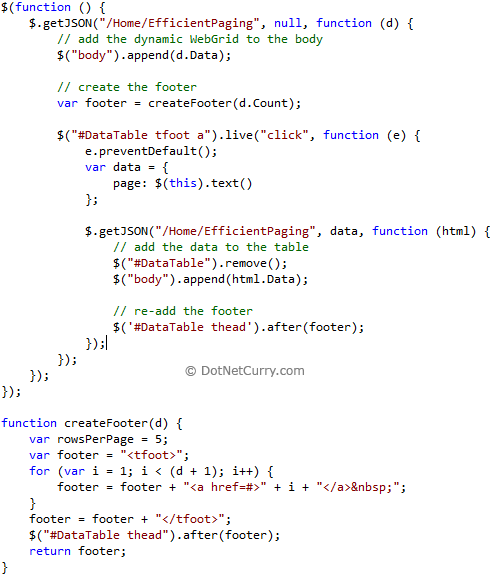 $(function () {
    $.getJSON("/Home/EfficientPaging", null, function (d) {
        // add the dynamic WebGrid to the body
        $("body").append(d.Data);

        // create the footer
        var footer = createFooter(d.Count);

        $("#DataTable tfoot a").live("click", function (e) {
            e.preventDefault();
            var data = {
                page: $(this).text()
            };

            $.getJSON("/Home/EfficientPaging", data, function (html) {
                // add the data to the table
                $("#DataTable").remove();
                $("body").append(html.Data);

                // re-add the footer
                $('#DataTable thead').after(footer);
            });
        });
    });
© DotNetCurry.com
});

function createFooter(d) {
    var rowsPerPage = 5;
    var footer = "<tfoot>";
    for (var i = 1; i < (d + 1); i++) {
        footer = footer + "<a href=#>" + i + "</a>&nbsp;";
    }
    footer = footer + "</tfoot>";
    $("#DataTable thead").after(footer);
    return footer;
}